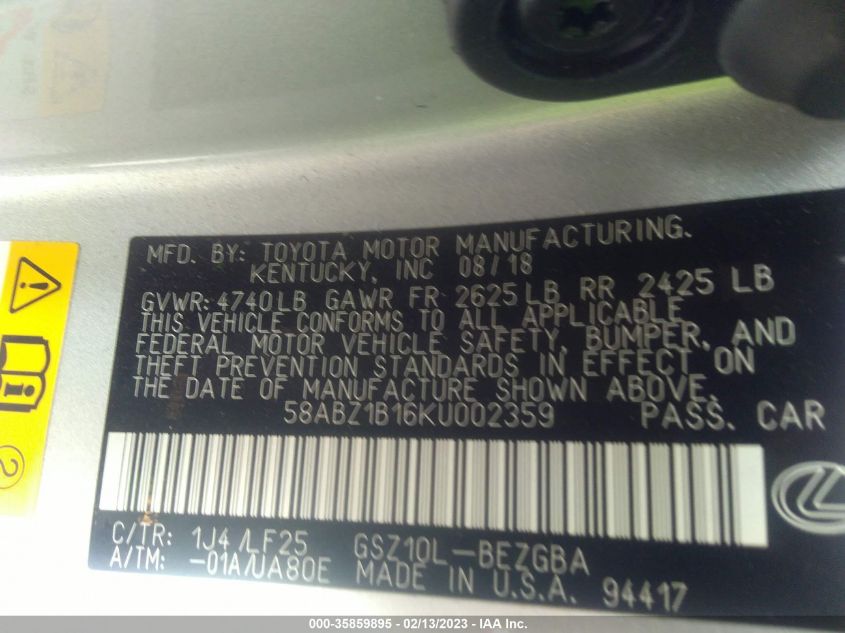 MFD. BY: TOYOTA MOTOR MANUFACTURING.
KENTUCKY, INC 08/18
GVWR: 4740LB GAWR FR 2625 LB RR 2425 LB
THIS VEHICLE CONFORMS TO ALL APPLICABLE
FEDERAL MOTOR VEHICLE SAFETY, BUMPER, AND
THEFT PREVENTION STANDARDS IN EFFECT ON
THE DATE OF MANUFACTURE SHOWN ABOVE.
58ABZ1B16KU002359 PASS. CAR
C/TR: 1J4/LF25 GSZ10L-BEZGBA
A/TM: -01A/UA80E MADE IN U.S.A. 94417
2
000-35859895 - 02/13/2023 - IAA Inc.